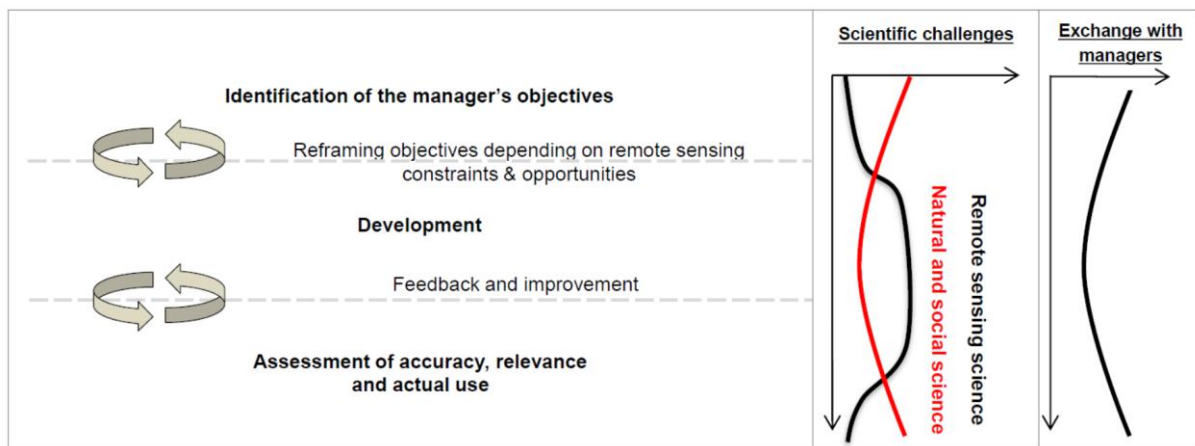 Scientific challenges
Exchange with
managers
Identification of the manager's objectives
Reframing objectives depending on remote sensing
constraints & opportunities
Development
Feedback and improvement
Assessment of accuracy, relevance
and actual use
Remote sensing science
Natural and social science